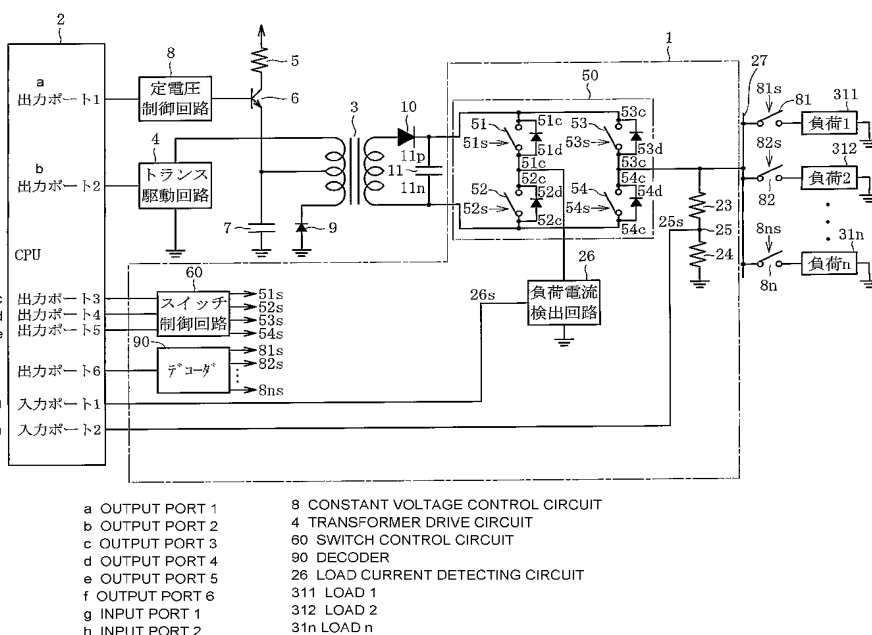 2
1
27
a
8
5
50
81s
出力ポート1
定電圧
制御回路
6
3
10
51
51c
53
53c
81
311
負荷1
4
51s
51d
53s
53d
82s
312
b
11p
51c
53c
負荷2
出力ポート2
トランス
駆動回路
11
52
52c
54
54c
82
11n
52s
52d
54s
54d
23
7
9
52c
54c
25s
25
8ns
31n
24
負荷n
8n
CPU
60
26
c
出力ポート3
スイッチ
制御回路
51s
26s
負荷電流
検出回路
d
出力ポート4
52s
e
出力ポート5
53s
54s
90
81s
出力ポート6
デコーダ
82s
8ns
入力ポート1
入力ポート2
a OUTPUT PORT 1
b OUTPUT PORT 2
c OUTPUT PORT 3
d OUTPUT PORT 4
e OUTPUT PORT 5
f OUTPUT PORT 6
g INPUT PORT 1
h INPUT PORT 2
8 CONSTANT VOLTAGE CONTROL CIRCUIT
4 TRANSFORMER DRIVE CIRCUIT
60 SWITCH CONTROL CIRCUIT
90 DECODER
26 LOAD CURRENT DETECTING CIRCUIT
311 LOAD 1
312 LOAD 2
31n LOAD n